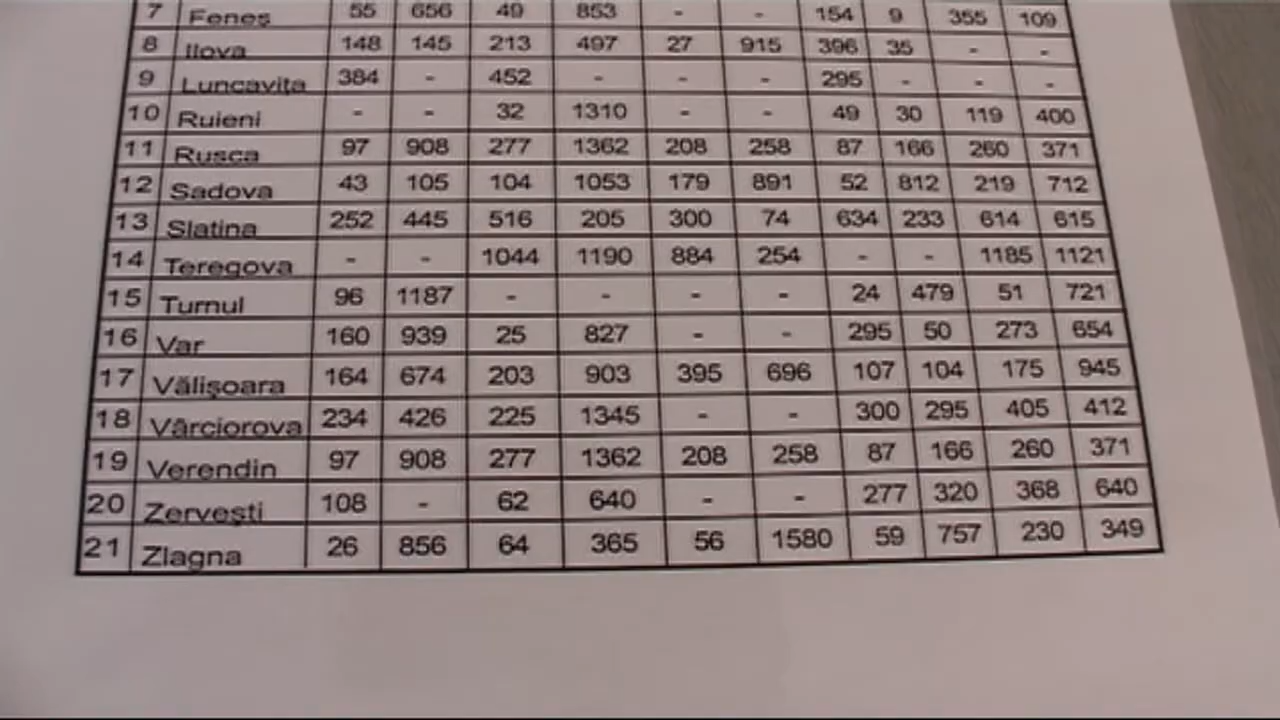 7 Feneș 55 656 49 853 - - 154 9 355 109
8 Ilova 148 145 213 497 27 915 396 35 - -
9 Luncavița 384 - 452 - - - 295 - - -
10 Ruieni - - 32 1310 - - 49 30 119 400
11 Rusca 97 908 277 1362 208 258 87 166 260 371
12 Sadova 43 105 104 1053 179 891 52 812 219 712
13 Slatina 252 445 516 205 300 74 634 233 614 615
14 Teregova - - 1044 1190 884 254 - - 1185 1121
15 Turnul 96 1187 - - - - 24 479 51 721
16 Var 160 939 25 827 - - 295 50 273 654
17 Vălișoara 164 674 203 903 395 696 107 104 175 945
18 Vârciorova 234 426 225 1345 - - 300 295 405 412
19 Verendin 97 908 277 1362 208 258 87 166 260 371
20 Zervești 108 - 62 640 - - 277 320 368 640
21 Zlagna 26 856 64 365 56 1580 59 757 230 349